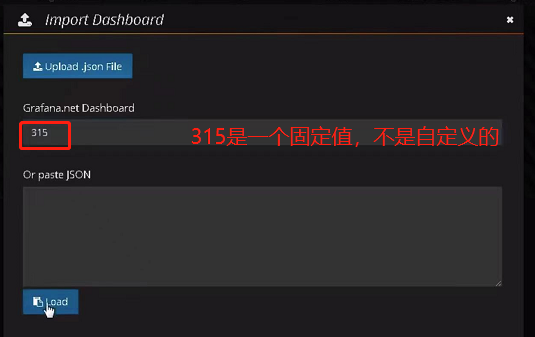 Import Dashboard
Upload .json File
Grafana.net Dashboard
315
315是一个固定值，不是自定义的
Or paste JSON
Load